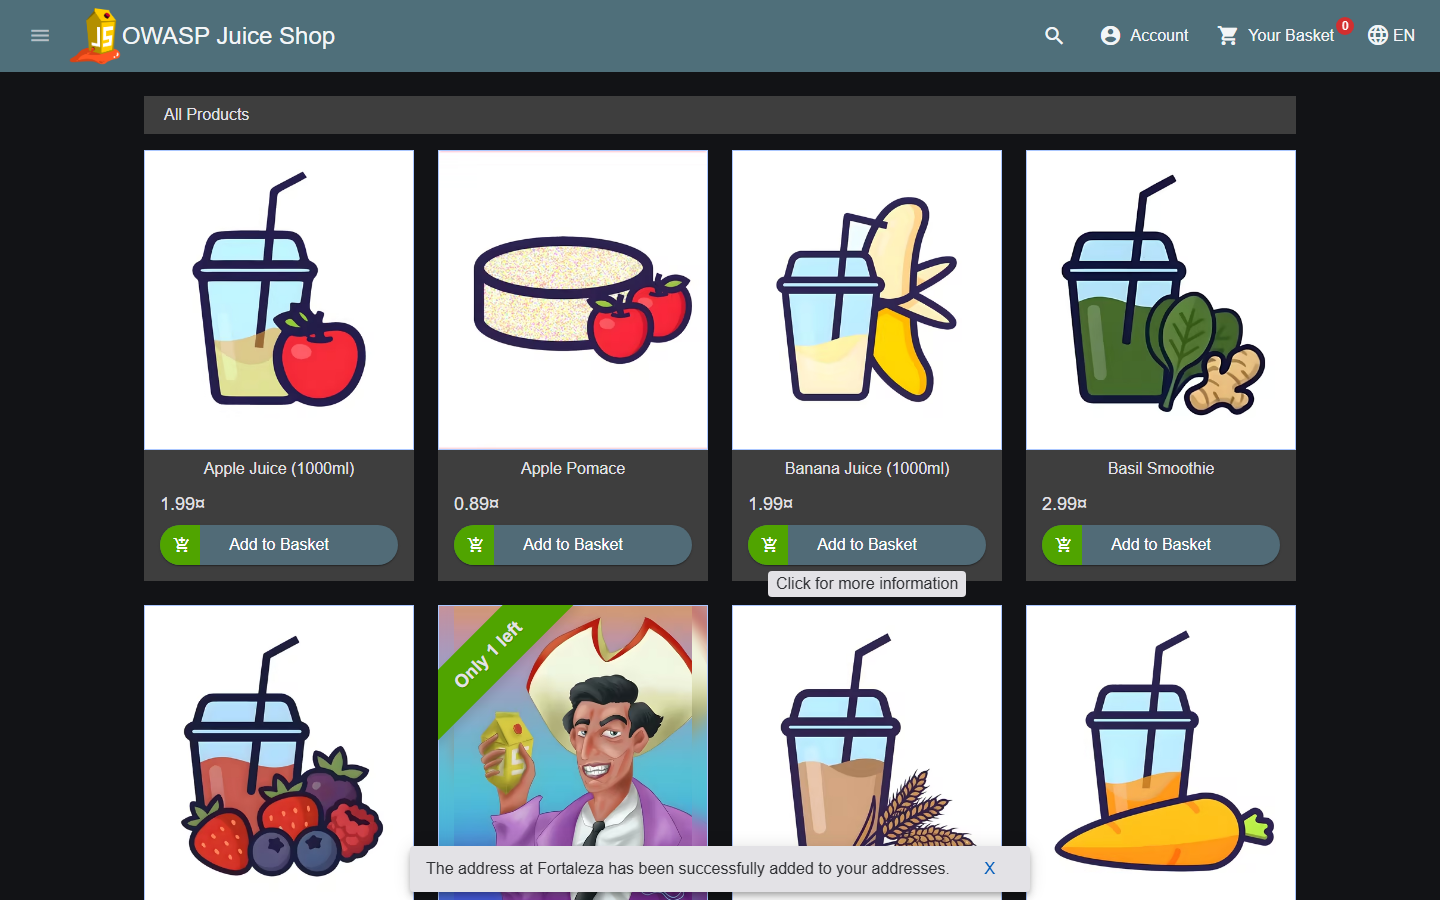 OWASP Juice Shop
Account
Your Basket
0
EN
All Products
Apple Juice (1000ml)
1.99¤
Add to Basket
Apple Pomace
0.89¤
Add to Basket
Banana Juice (1000ml)
1.99¤
Add to Basket
Basil Smoothie
2.99¤
Add to Basket
Click for more information
Only 1 left
The address at Fortaleza has been successfully added to your addresses.
X
JS
JS